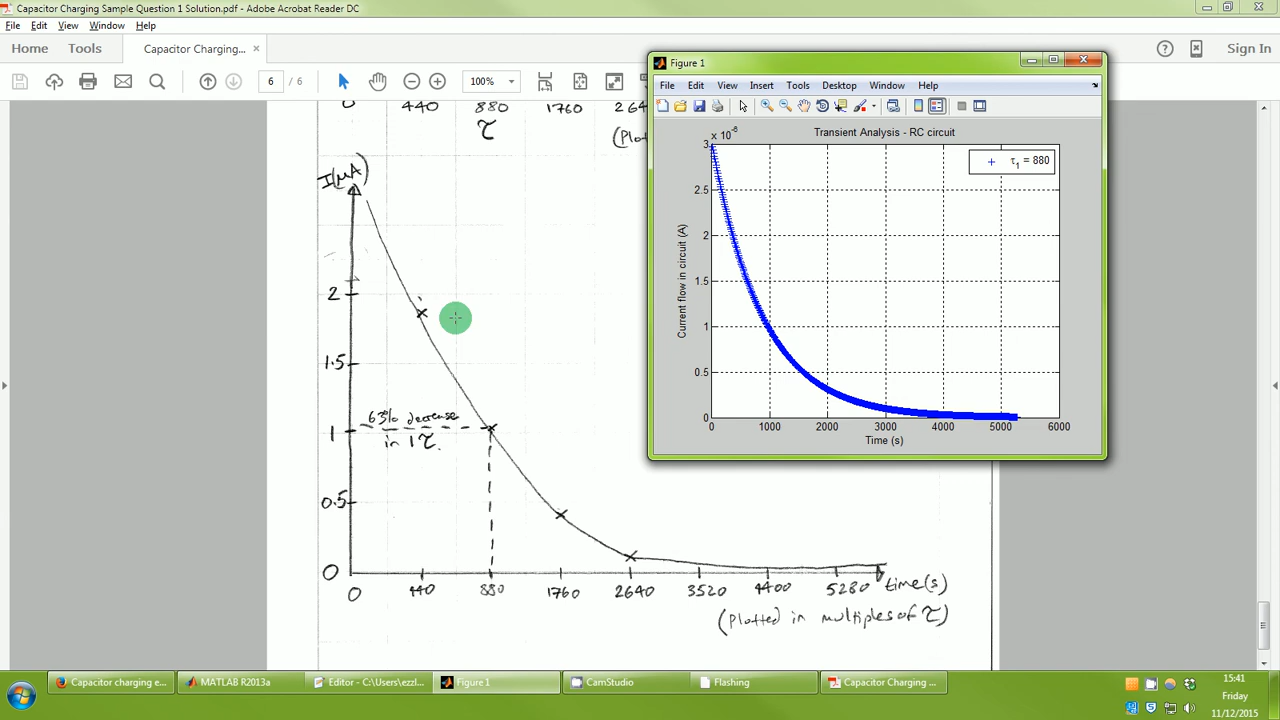 Capacitor Charging Sample Question 1 Solution.pdf - Adobe Acrobat Reader DC
File Edit View Window Help
Home Tools Capacitor Charging... × Sign In
6 / 6 100%
0 440 880 1760 264
τ
(Plot
I(μA)
2
1.5
63% decrease
1 in 1τ.
0.5
0
0 440 880 1760 2640 3520 4400 5280 time(s)
(Plotted in multiples of τ)
Figure 1
File Edit View Insert Tools Desktop Window Help
Transient Analysis - RC circuit
τ1 = 880
Current flow in circuit (A)
3
2.5
2
1.5
1
0.5
0
0 1000 2000 3000 4000 5000 6000
Time (s)
Capacitor charging e... MATLAB R2013a Editor - C:\Users\ezzl... Figure 1 CamStudio Flashing Capacitor Charging ...
15:41
Friday
11/12/2015